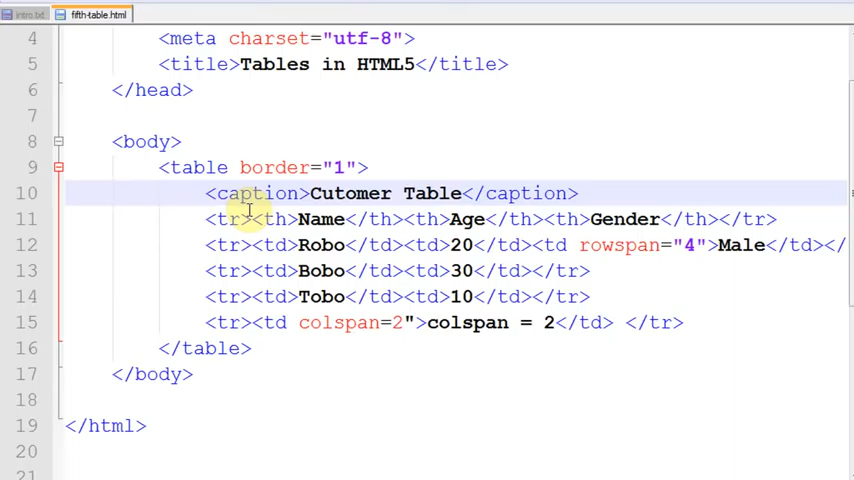 intro.txt fifth-table.html
4 <meta charset="utf-8">
5 <title>Tables in HTML5</title>
6 </head>
7
8 <body>
9 <table border="1">
10 <caption>Cutomer Table</caption>
11 <tr><th>Name</th><th>Age</th><th>Gender</th></tr>
12 <tr><td>Robo</td><td>20<td rowspan="4">Male</td></
13 <tr><td>Bobo</td><td>30</td></tr>
14 <tr><td>Tobo</td><td>10</td></tr>
15 <tr><td colspan=2">colspan = 2</td> </tr>
16 </table>
17 </body>
18
19 </html>
20
21